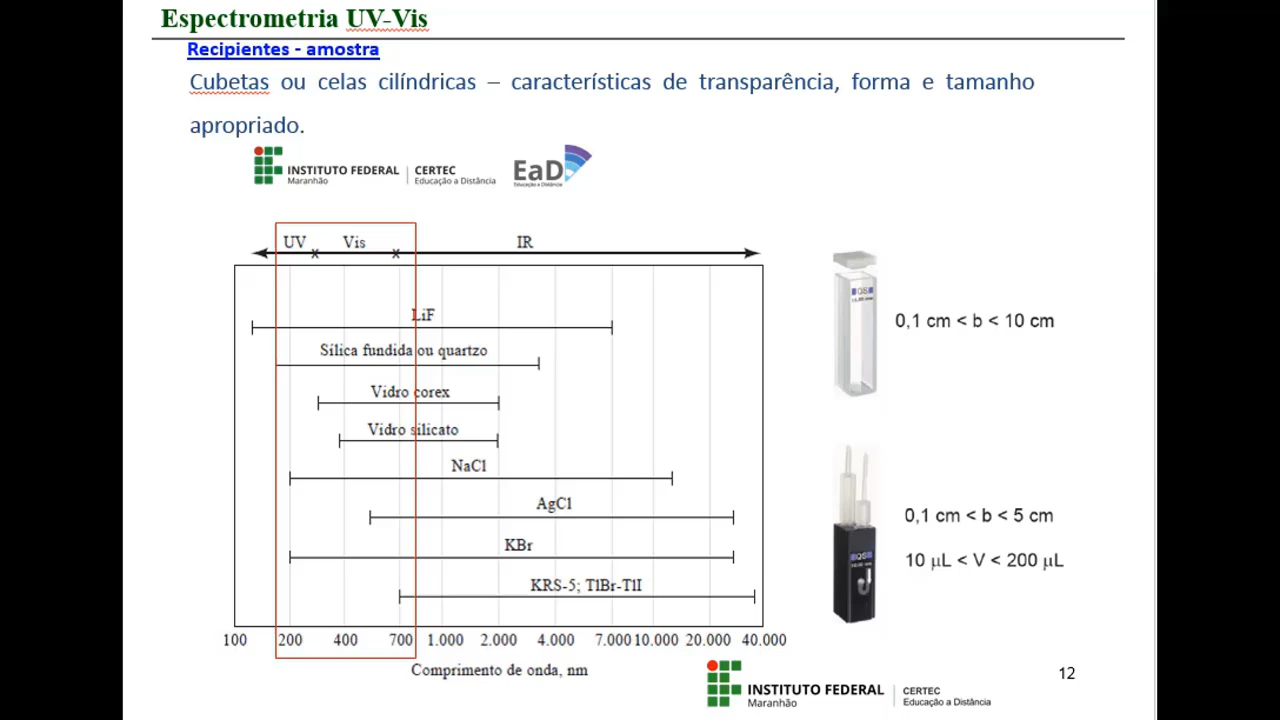 Espectrometria UV-Vis
Recipientes - amostra
Cubetas ou celas cilíndricas – características de transparência, forma e tamanho
apropriado.
INSTITUTO FEDERAL
Maranhão
CERTEC
Educação a Distância
EaD
Educação a Distância
UV Vis IR
LiF
Sílica fundida ou quartzo
Vidro corex
Vidro silicato
NaCl
AgCl
KBr
KRS-5; TlBr-TlI
100 200 400 700 1.000 2.000 4.000 7.000 10.000 20.000 40.000
Comprimento de onda, nm
QS
0,1 cm < b < 10 cm
QS
0,1 cm < b < 5 cm
10 µL < V < 200 µL
12
INSTITUTO FEDERAL
Maranhão
CERTEC
Educação a Distância